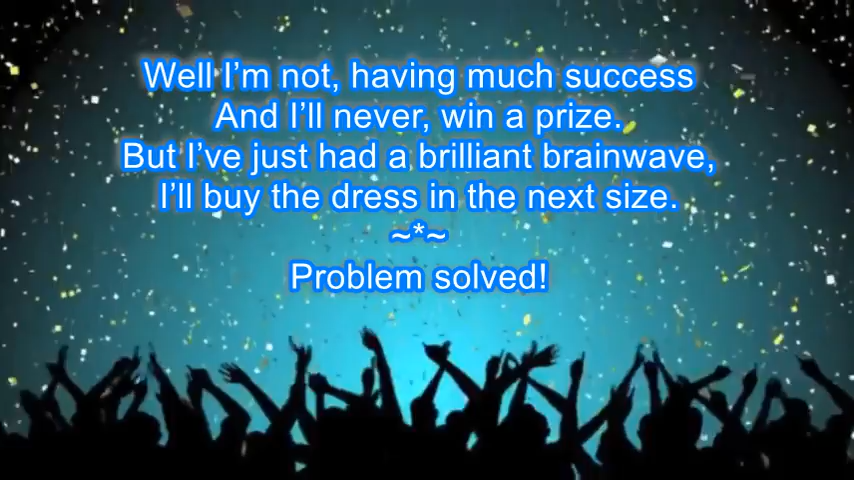 Well I’m not, having much success
And I’ll never, win a prize.
But I’ve just had a brilliant brainwave,
I’ll buy the dress in the next size.
~*~
Problem solved!